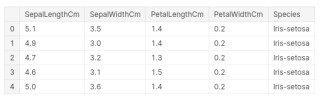 SepalLengthCm SepalWidthCm PetalLengthCm PetalWidthCm Species
0 5.1 3.5 1.4 0.2 Iris-setosa
1 4.9 3.0 1.4 0.2 Iris-setosa
2 4.7 3.2 1.3 0.2 Iris-setosa
3 4.6 3.1 1.5 0.2 Iris-setosa
4 5.0 3.6 1.4 0.2 Iris-setosa